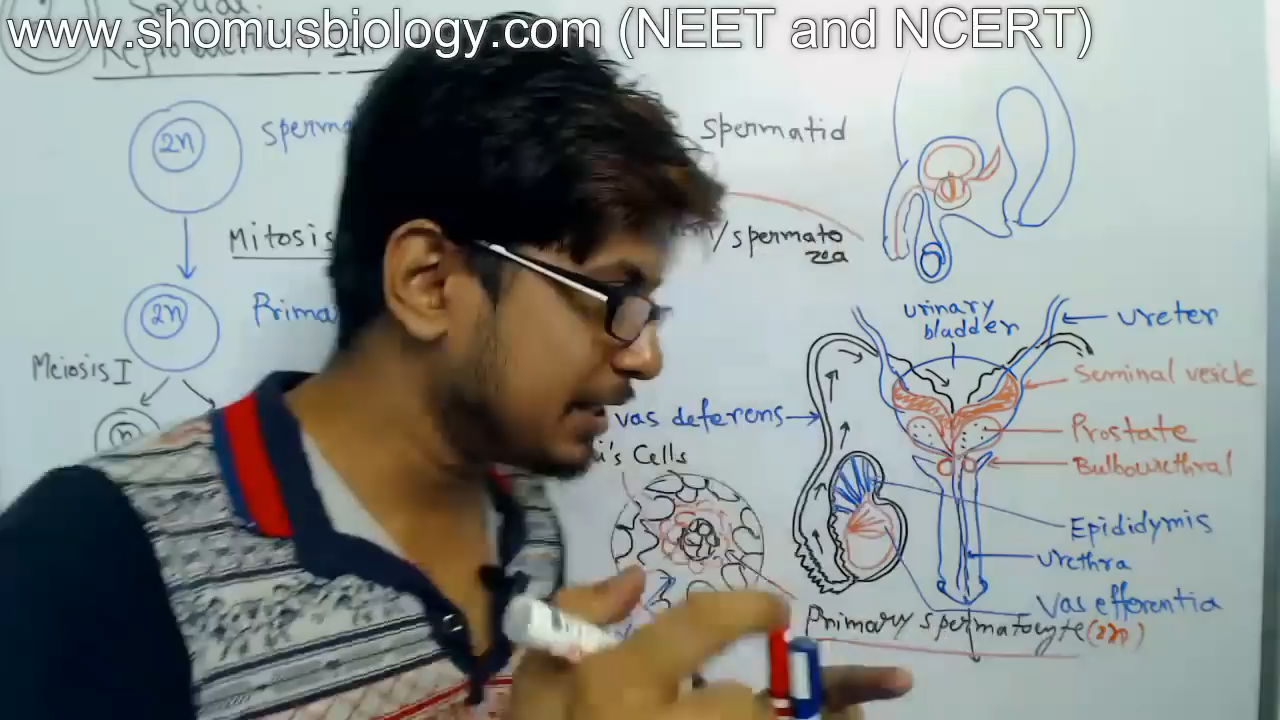 www.shomusbiology.com (NEET and NCERT)
Sexual
2n
spermatid
Mitosis
/spermato
zoa
2n
urinary
bladder
ureter
Meiosis I
Seminal vesicle
vas deferens
Prostate
n
Cells
Bulbourethral
Epididymis
urethra
Vas efferentia
Primary spermatocyte (2n)